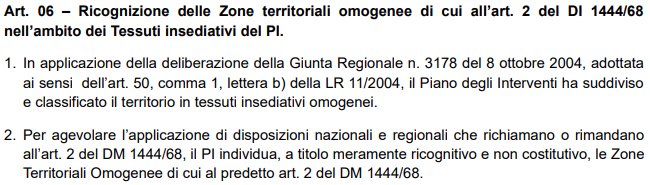 Art. 06 – Ricognizione delle Zone territoriali omogenee di cui all'art. 2 del DI 1444/68
nell'ambito dei Tessuti insediativi del PI.
1. In applicazione della deliberazione della Giunta Regionale n. 3178 del 8 ottobre 2004, adottata
ai sensi dell'art. 50, comma 1, lettera b) della LR 11/2004, il Piano degli Interventi ha suddiviso
e classificato il territorio in tessuti insediativi omogenei.
2. Per agevolare l'applicazione di disposizioni nazionali e regionali che richiamano o rimandano
all'art. 2 del DM 1444/68, il PI individua, a titolo meramente ricognitivo e non costitutivo, le Zone
Territoriali Omogenee di cui al predetto art. 2 del DM 1444/68.